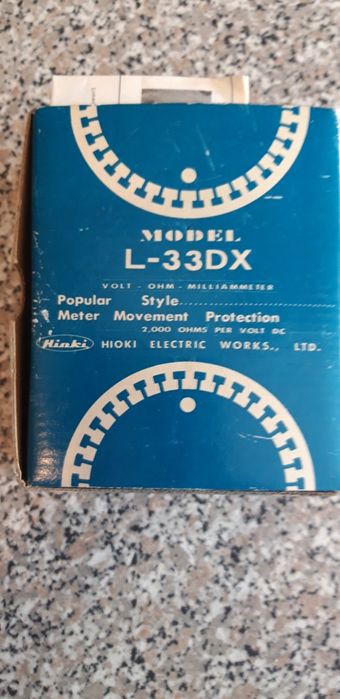 MODEL
L-33DX
VOLT - OHM - MILLIAMMETER
Popular Style......................
Meter Movement Protection
2,000 OHMS PER VOLT DC
Hioki HIOKI ELECTRIC WORKS., LTD.